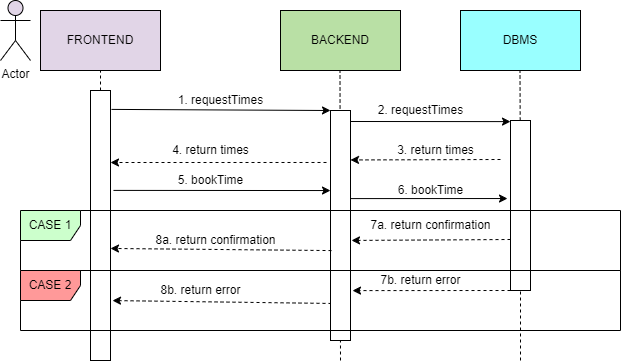 FRONTEND
BACKEND
DBMS
Actor
1. requestTimes
2. requestTimes
3. return times
4. return times
5. bookTime
6. bookTime
CASE 1
7a. return confirmation
8a. return confirmation
CASE 2
7b. return error
8b. return error